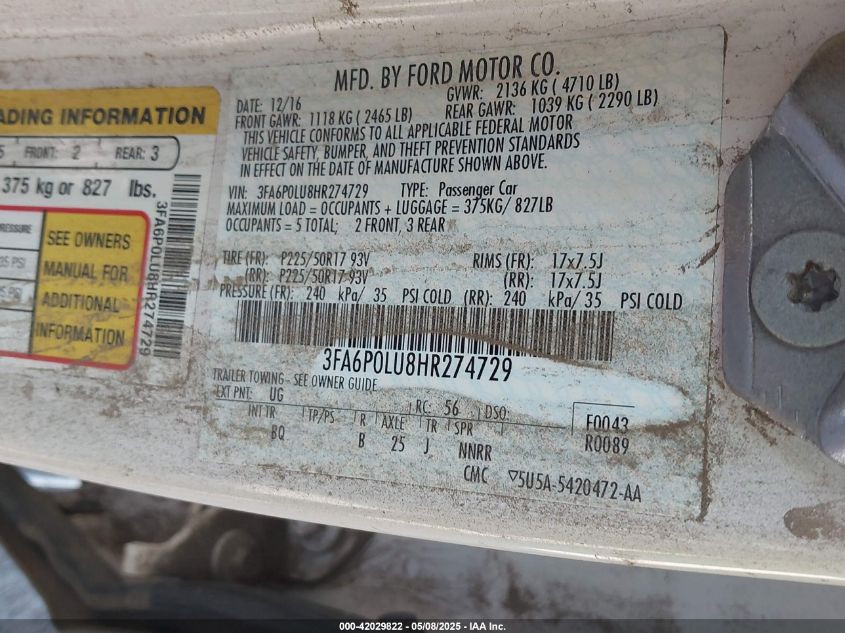 MFD. BY FORD MOTOR CO.
DATE: 12/16 GVWR: 2136 KG ( 4710 LB)
FRONT GAWR: 1118 KG ( 2465 LB) REAR GAWR: 1039 KG ( 2290 LB)
THIS VEHICLE CONFORMS TO ALL APPLICABLE FEDERAL MOTOR
VEHICLE SAFETY, BUMPER, AND THEFT PREVENTION STANDARDS
IN EFFECT ON THE DATE OF MANUFACTURE SHOWN ABOVE.
VIN: 3FA6P0LU8HR274729 TYPE: Passenger Car
MAXIMUM LOAD = OCCUPANTS + LUGGAGE = 375KG/ 827LB
OCCUPANTS = 5 TOTAL; 2 FRONT, 3 REAR
TIRE (FR): P225/50R17 93V RIMS (FR): 17x7.5J
(RR): P225/50R17 93V (RR): 17x7.5J
PRESSURE (FR): 240 kPa/ 35 PSI COLD (RR): 240 kPa/ 35 PSI COLD
3FA6P0LU8HR274729
TRAILER TOWING - SEE OWNER GUIDE
EXT PNT: UG RC: 56 DSO: F0043
INT TR TP/PS R AXLE TR SPR R0089
BQ B 25 J NNRR
CMC ▽5U5A-5420472-AA
ADING INFORMATION
5 FRONT: 2 REAR: 3
375 kg or 827 lbs.
PRESSURE
35 PSI
35 PSI
SEE OWNERS
MANUAL FOR
ADDITIONAL
INFORMATION
3FA6P0LU8HR274729
000-42029822 - 05/08/2025 - IAA Inc.